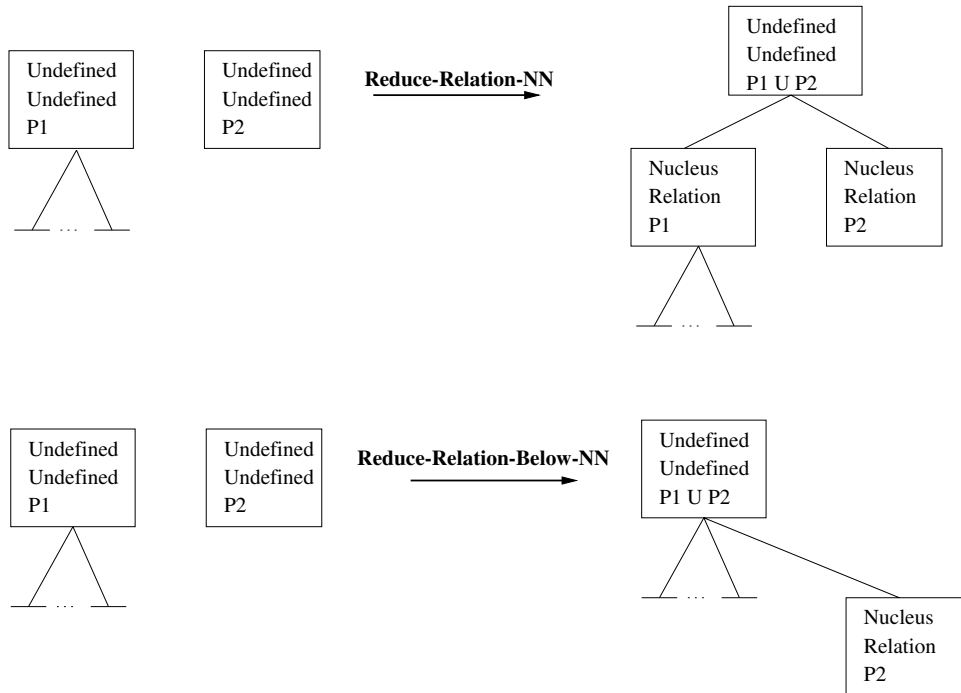 Undefined
Undefined
P1
Undefined
Undefined
P2
Reduce-Relation-NN
Undefined
Undefined
P1 U P2
Nucleus
Relation
P1
Nucleus
Relation
P2
...
...
Undefined
Undefined
P1
Undefined
Undefined
P2
Reduce-Relation-Below-NN
Undefined
Undefined
P1 U P2
...
...
Nucleus
Relation
P2